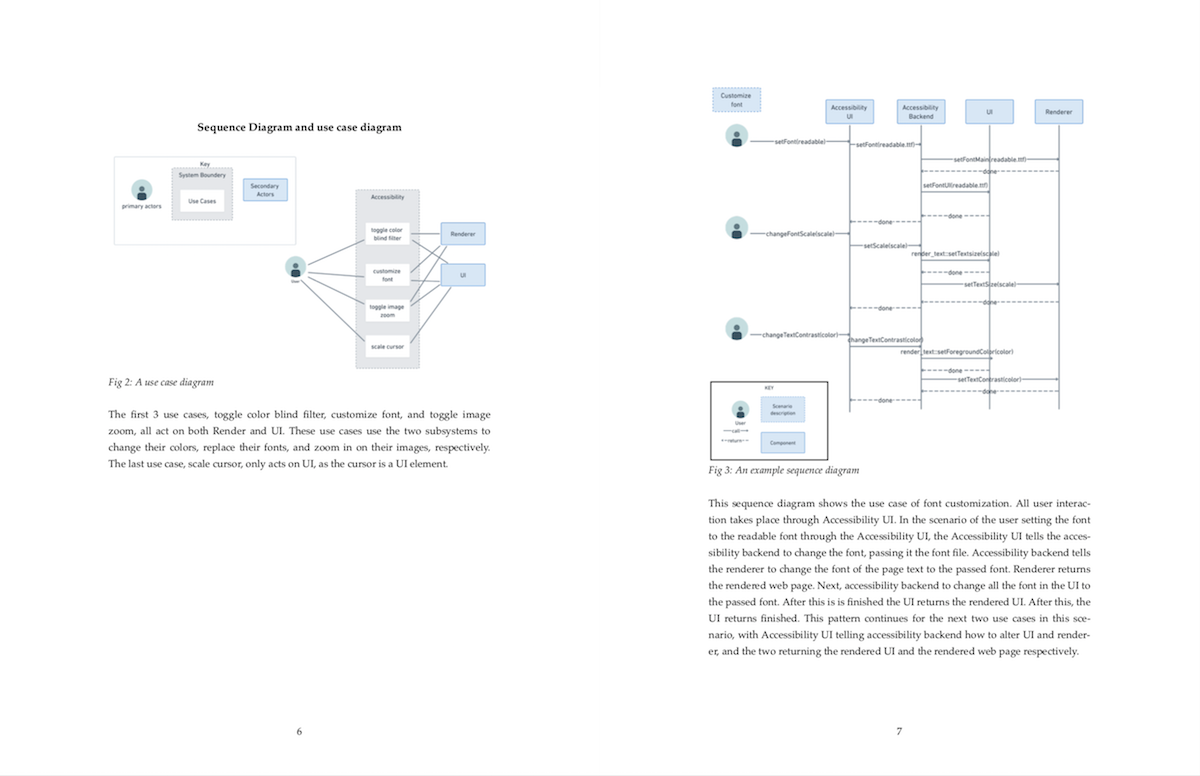 Sequence Diagram and use case diagram
Key
System Boundery
Use Cases
Secondary
Actors
primary actors
Accessibility
toggle color
blind filter
customize
font
toggle image
zoom
scale cursor
Renderer
UI
User
Fig 2: A use case diagram
The first 3 use cases, toggle color blind filter, customize font, and toggle image
zoom, all act on both Render and UI. These use cases use the two subsystems to
change their colors, replace their fonts, and zoom in on their images, respectively.
The last use case, scale cursor, only acts on UI, as the cursor is a UI element.
6
Customize
font
Accessibility
UI
Accessibility
Backend
UI
Renderer
setFont(readable)
setFont(readable.ttf)
setFontMain(readable.ttf)
done
setFontUI(readable.ttf)
done
done
changeFontScale(scale)
setScale(scale)
render_text::setTextsize(scale)
done
setTextSize(scale)
done
done
changeTextContrast(color)
changeTextContrast(color)
render_text::setForegroundColor(color)
done
setTextContrast(color)
done
done
KEY
User
call
return
Scenario
description
Component
Fig 3: An example sequence diagram
This sequence diagram shows the use case of font customization. All user interac-
tion takes place through Accessibility UI. In the scenario of the user setting the font
to the readable font through the Accessibility UI, the Accessibility UI tells the acces-
sibility backend to change the font, passing it the font file. Accessibility backend tells
the renderer to change the font of the page text to the passed font. Renderer returns
the rendered web page. Next, accessibility backend to change all the font in the UI to
the passed font. After this is is finished the UI returns the rendered UI. After this, the
UI returns finished. This pattern continues for the next two use cases in this sce-
nario, with Accessibility UI telling accessibility backend how to alter UI and render-
er, and the two returning the rendered UI and the rendered web page respectively.
7